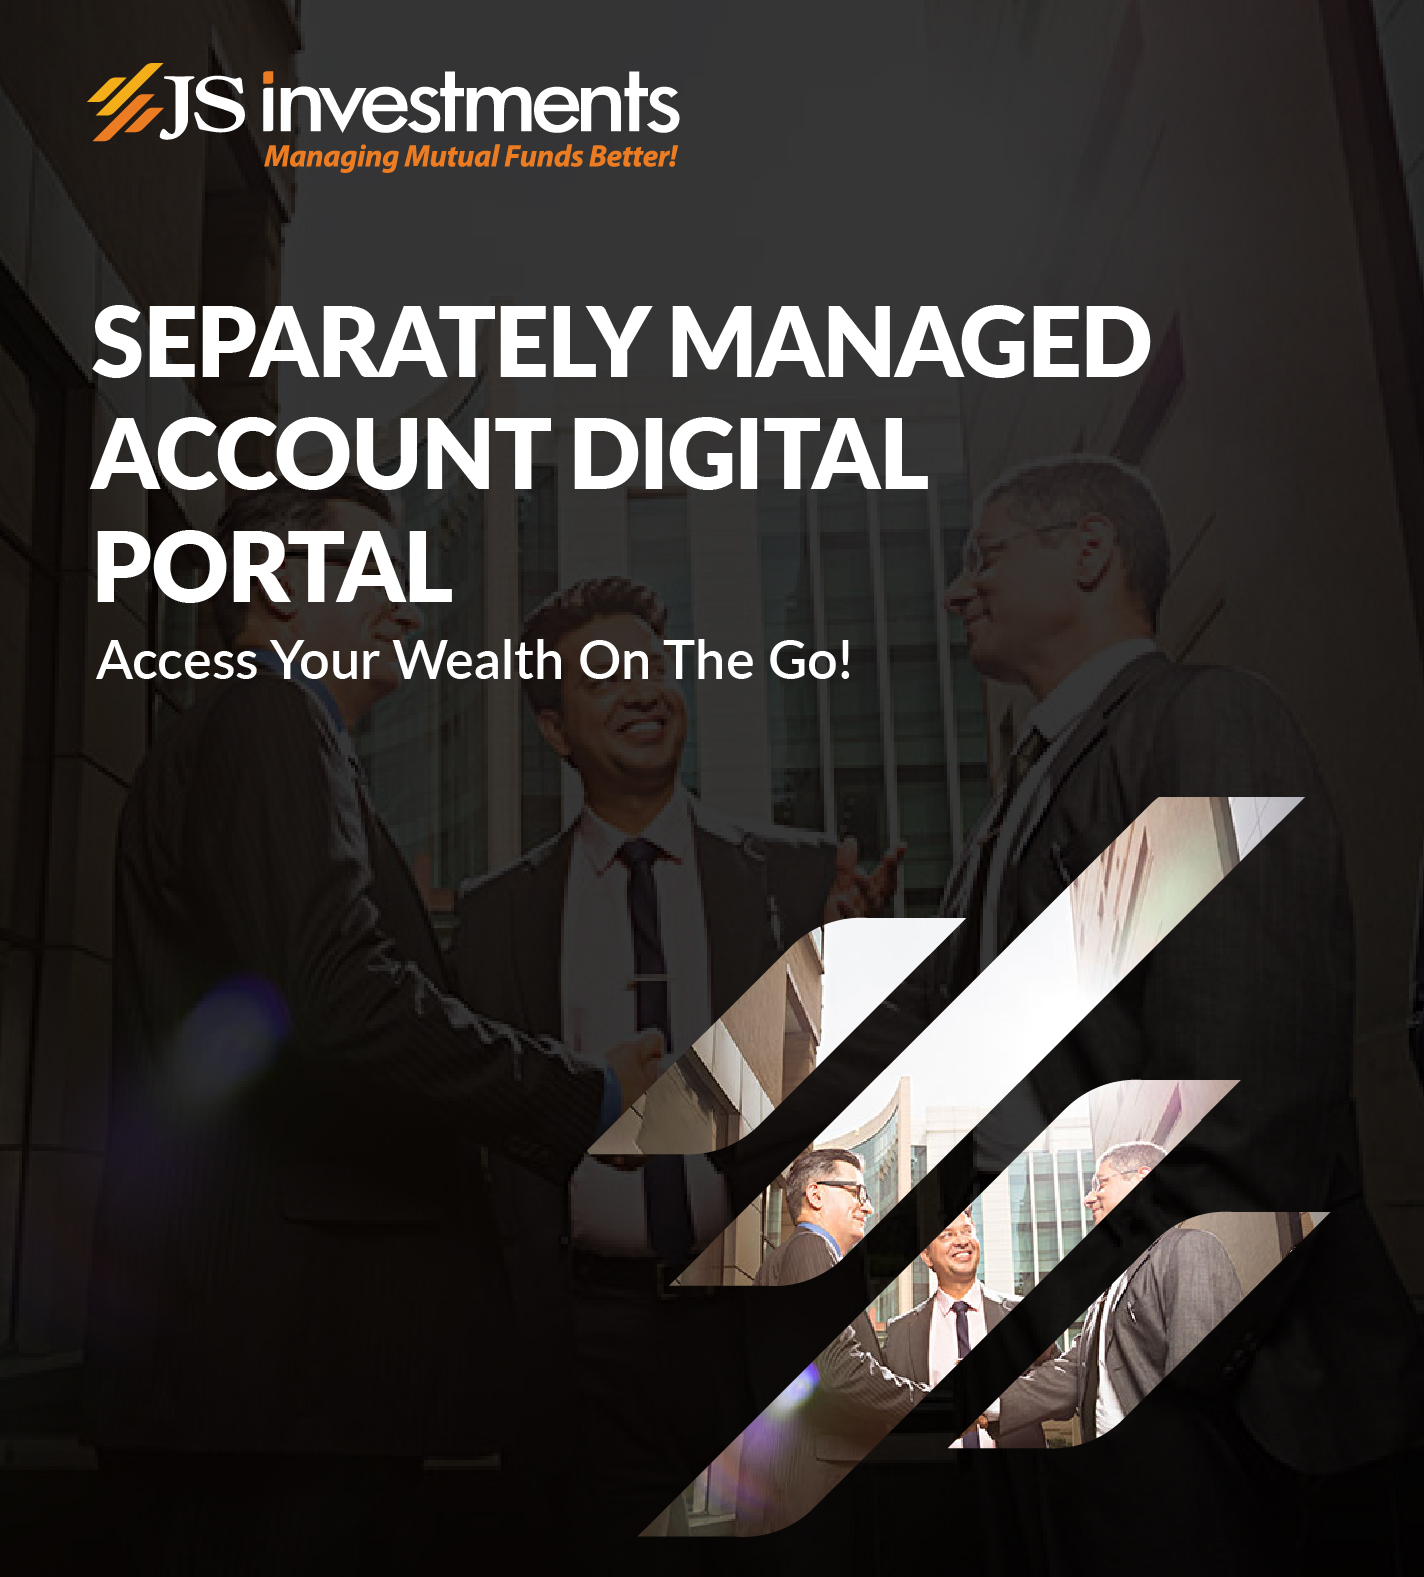 JS investments
Managing Mutual Funds Better!
SEPARATELY MANAGED
ACCOUNT DIGITAL
PORTAL
Access Your Wealth On The Go!